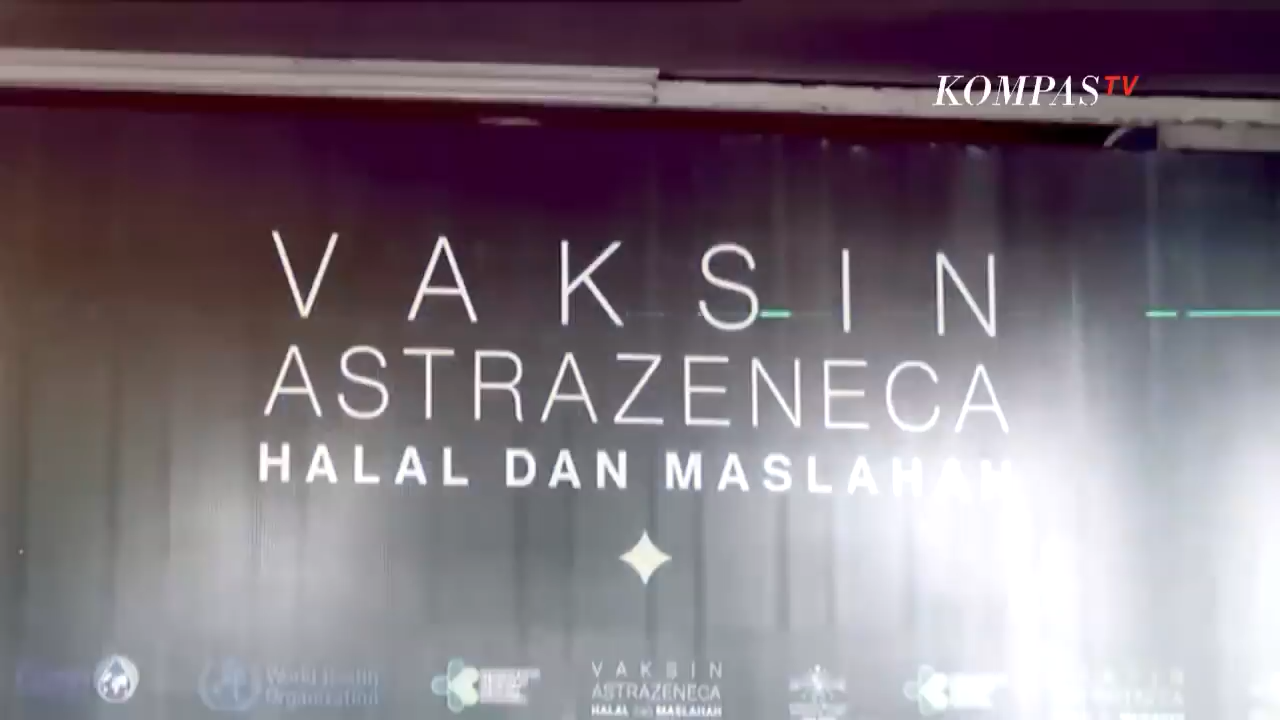 KOMPASTV
VAKSIN
ASTRAZENECA
HALAL DAN MASLAHAH
World Health
Organization
VAKSIN
ASTRAZENECA
HALAL dan MASLAHAH